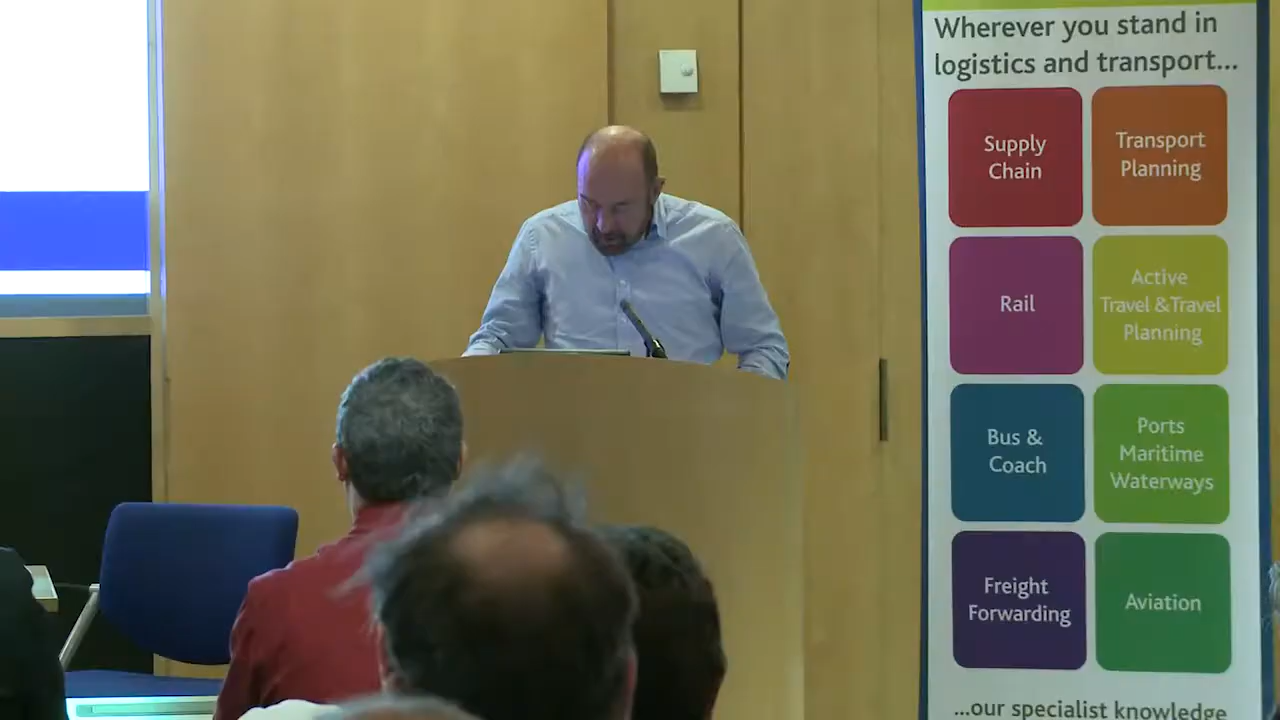 Wherever you stand in
logistics and transport...
Supply
Chain
Transport
Planning
Rail
Active
Travel & Travel
Planning
Bus &
Coach
Ports
Maritime
Waterways
Freight
Forwarding
Aviation
...our specialist knowledge